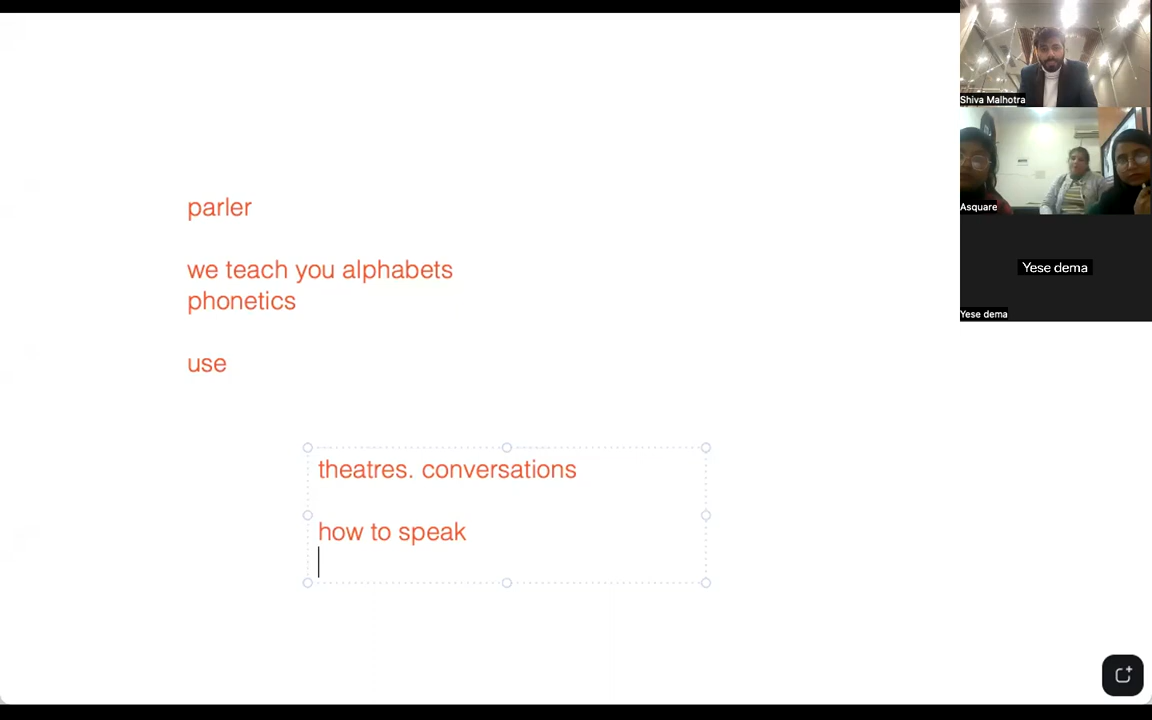 parler
we teach you alphabets
phonetics
use
theatres. conversations
how to speak
Shiva Malhotra
Asquare
Yese dema
Yese dema